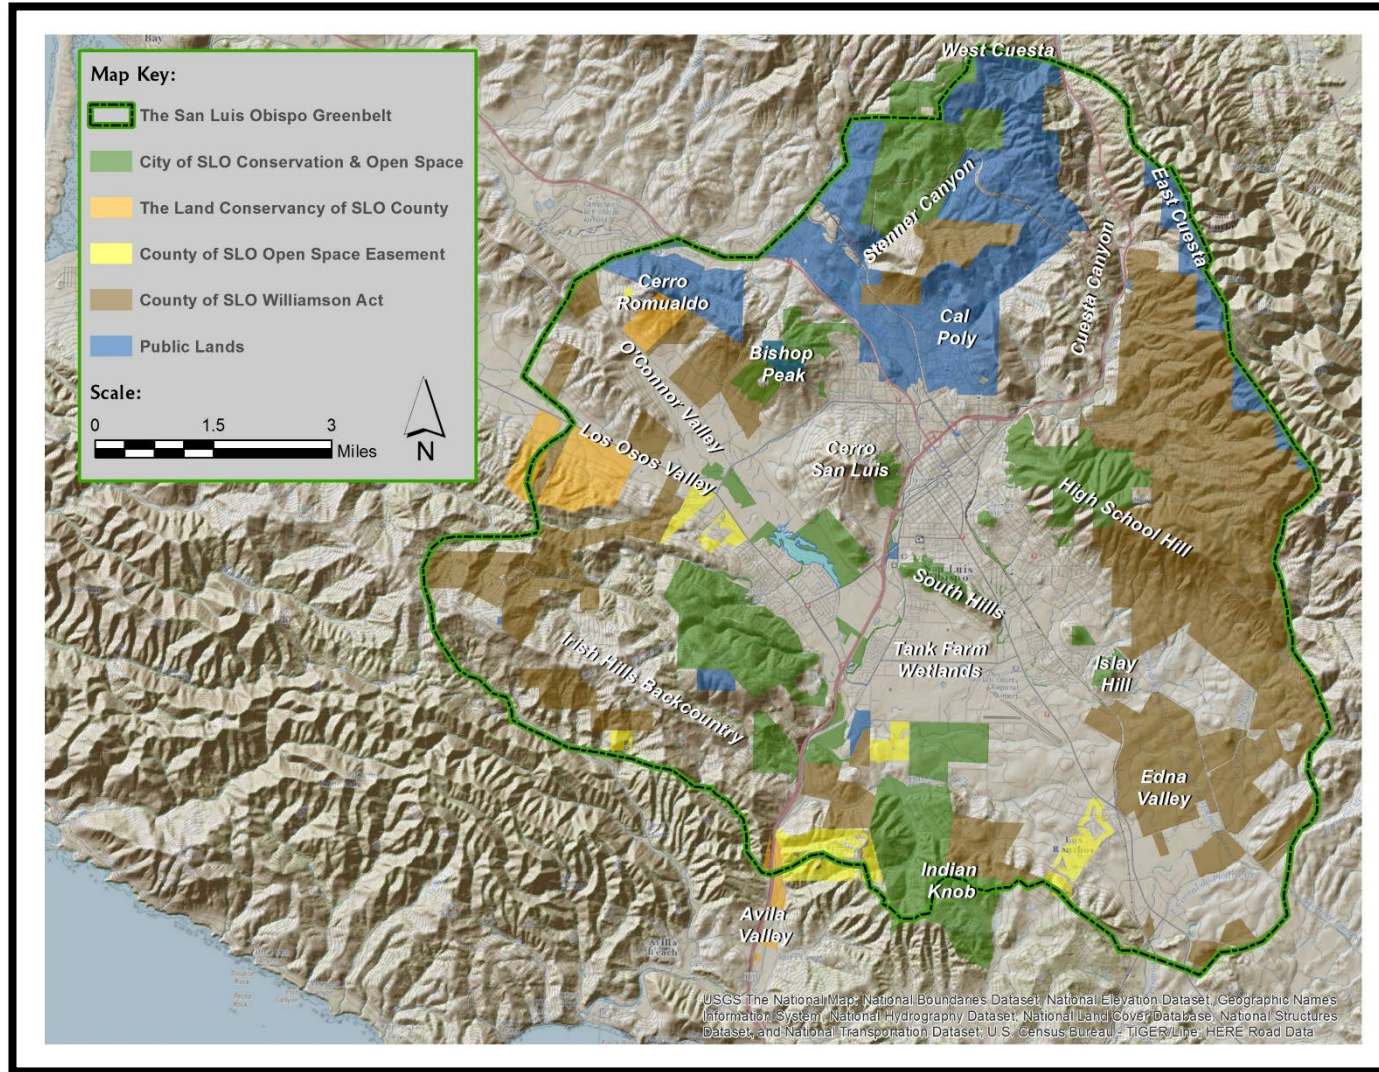 Bay
Map Key:
The San Luis Obispo Greenbelt
City of SLO Conservation & Open Space
The Land Conservancy of SLO County
County of SLO Open Space Easement
County of SLO Williamson Act
Public Lands
Scale:
0 1.5 3
Miles
N
West Cuesta
East Cuesta
Stenner Canyon
Cuesta Canyon
Cerro
Romualdo
Cal
Poly
Bishop
Peak
O'Connor Valley
Los Osos Valley
Cerro
San Luis
High School Hill
South Hills
Tank Farm
Wetlands
Islay
Hill
Irish Hills Backcountry
Edna
Valley
Los
Ranchos
Indian
Knob
Avila
Valley
Avila
Beach
USGS The National Map: National Boundaries Dataset, National Elevation Dataset, Geographic Names
Information System, National Hydrography Dataset, National Land Cover Database, National Structures
Dataset, and National Transportation Dataset; U.S. Census Bureau - TIGER/Line; HERE Road Data